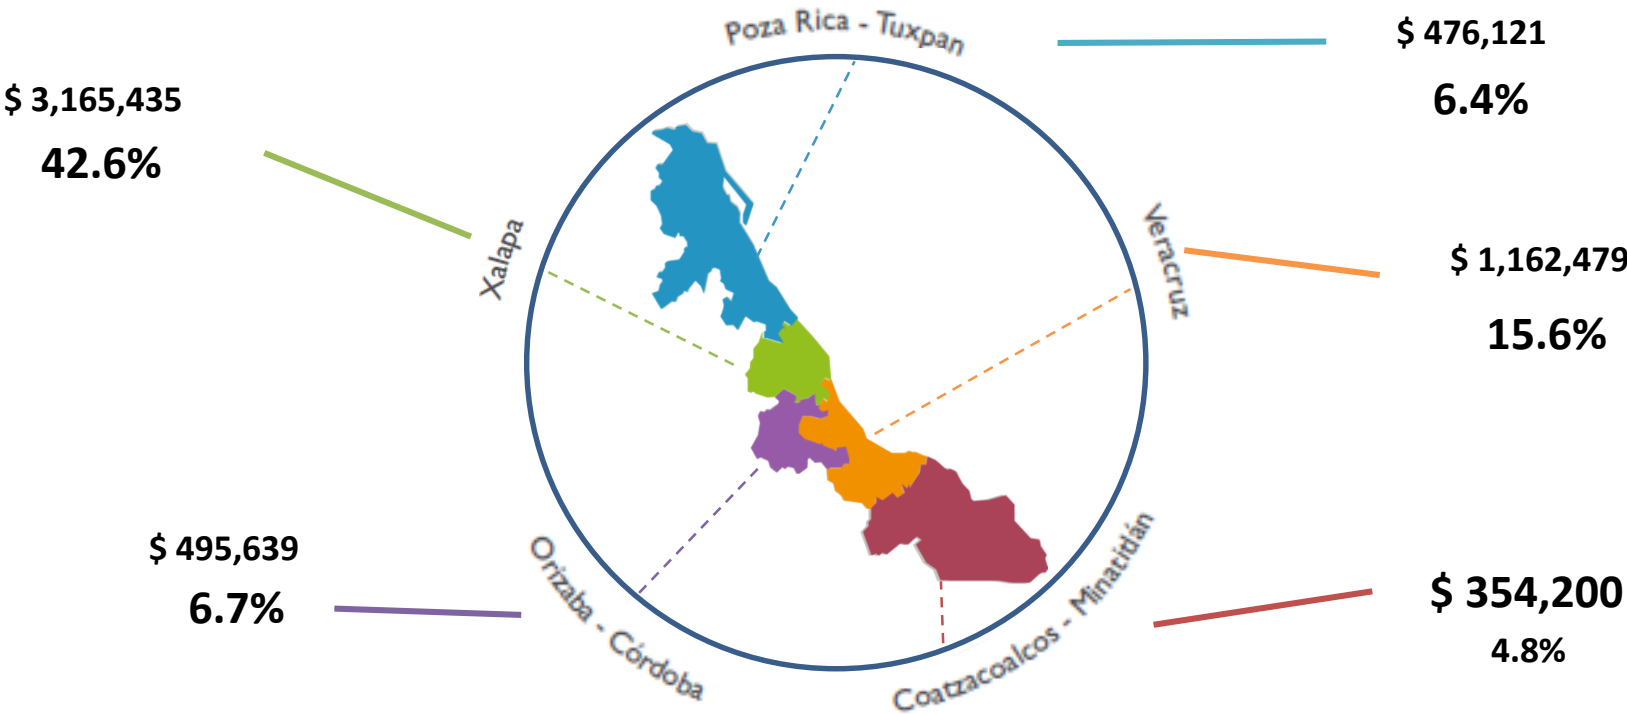 Poza Rica - Tuxpan
$ 476,121
6.4%
$ 3,165,435
42.6%
Xalapa
Veracruz
$ 1,162,479
15.6%
$ 495,639
6.7%
Orizaba - Córdoba
Coatzacoalcos - Minatitlán
$ 354,200
4.8%